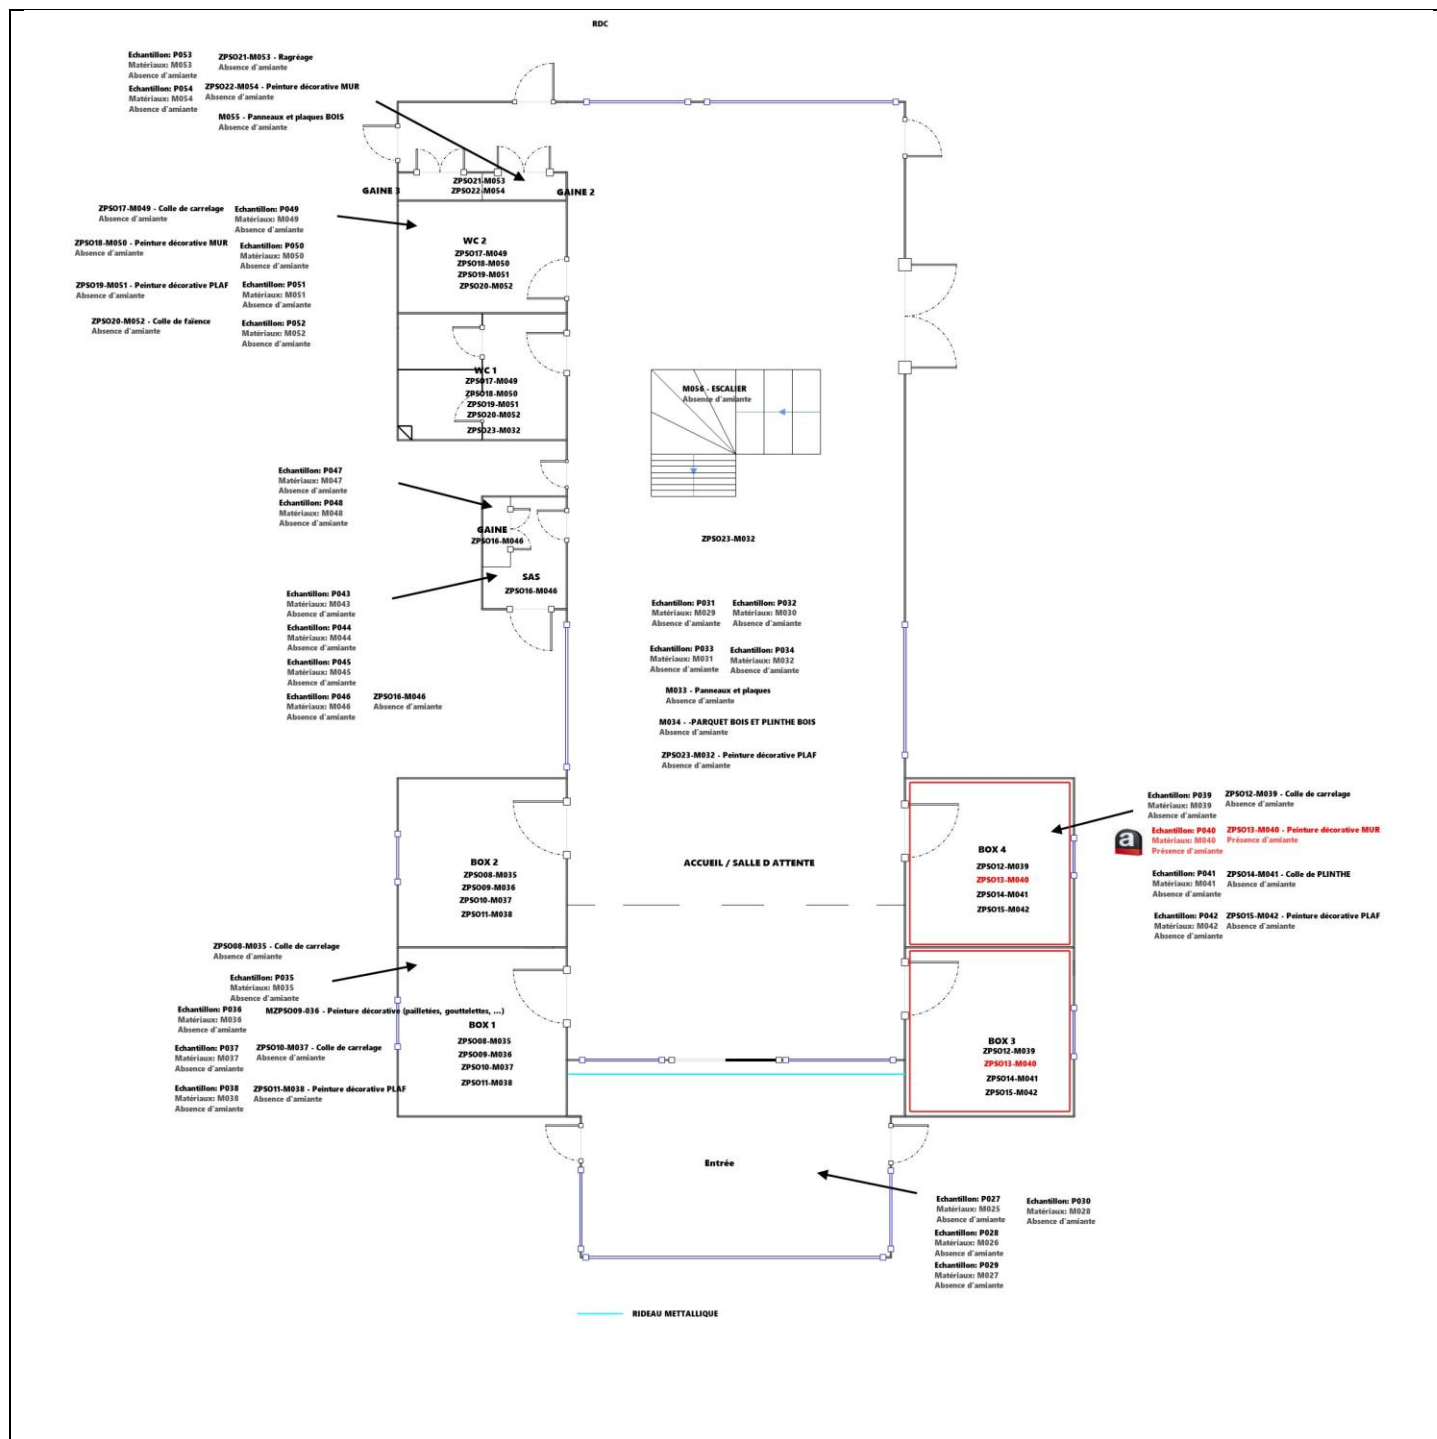 RDC
Echantillon: P053
Matériaux: M053
Absence d'amiante
ZPSO21-M053 - Ragréage
Absence d'amiante
Echantillon: P054
Matériaux: M054
Absence d'amiante
ZPSO22-M054 - Peinture décorative MUR
Absence d'amiante
M055 - Panneaux et plaques BOIS
Absence d'amiante
GAINE 3
ZPSO21-M053
ZPSO22-M054
GAINE 2
ZPSO17-M049 - Colle de carrelage
Absence d'amiante
Echantillon: P049
Matériaux: M049
Absence d'amiante
ZPSO18-M050 - Peinture décorative MUR
Absence d'amiante
Echantillon: P050
Matériaux: M050
Absence d'amiante
ZPSO19-M051 - Peinture décorative PLAF
Absence d'amiante
Echantillon: P051
Matériaux: M051
Absence d'amiante
ZPSO20-M052 - Colle de faïence
Absence d'amiante
Echantillon: P052
Matériaux: M052
Absence d'amiante
WC 2
ZPSO17-M049
ZPSO18-M050
ZPSO19-M051
ZPSO20-M052
WC 1
ZPSO17-M049
ZPSO18-M050
ZPSO19-M051
ZPSO20-M052
ZPSO23-M032
M056 - ESCALIER
Absence d'amiante
Echantillon: P047
Matériaux: M047
Absence d'amiante
Echantillon: P048
Matériaux: M048
Absence d'amiante
GAINE
ZPSO16-M046
SAS
ZPSO16-M046
ZPSO23-M032
Echantillon: P043
Matériaux: M043
Absence d'amiante
Echantillon: P044
Matériaux: M044
Absence d'amiante
Echantillon: P045
Matériaux: M045
Absence d'amiante
Echantillon: P046
Matériaux: M046
Absence d'amiante
ZPSO16-M046
Absence d'amiante
Echantillon: P031
Matériaux: M029
Absence d'amiante
Echantillon: P032
Matériaux: M030
Absence d'amiante
Echantillon: P033
Matériaux: M031
Absence d'amiante
Echantillon: P034
Matériaux: M032
Absence d'amiante
M033 - Panneaux et plaques
Absence d'amiante
M034 - -PARQUET BOIS ET PLINTHE BOIS
Absence d'amiante
ZPSO23-M032 - Peinture décorative PLAF
Absence d'amiante
Echantillon: P039
Matériaux: M039
Absence d'amiante
ZPSO12-M039 - Colle de carrelage
Absence d'amiante
a
Echantillon: P040
Matériaux: M040
Présence d'amiante
ZPSO13-M040 - Peinture décorative MUR
Présence d'amiante
Echantillon: P041
Matériaux: M041
Absence d'amiante
ZPSO14-M041 - Colle de PLINTHE
Absence d'amiante
Echantillon: P042
Matériaux: M042
Absence d'amiante
ZPSO15-M042 - Peinture décorative PLAF
Absence d'amiante
BOX 4
ZPSO12-M039
ZPSO13-M040
ZPSO14-M041
ZPSO15-M042
ACCUEIL / SALLE D ATTENTE
BOX 2
ZPSO08-M035
ZPSO09-M036
ZPSO10-M037
ZPSO11-M038
ZPSO08-M035 - Colle de carrelage
Absence d'amiante
Echantillon: P035
Matériaux: M035
Absence d'amiante
Echantillon: P036
Matériaux: M036
Absence d'amiante
MZPSO09-036 - Peinture décorative (pailletées, gouttelettes, ...)
Echantillon: P037
Matériaux: M037
Absence d'amiante
ZPSO10-M037 - Colle de carrelage
Absence d'amiante
Echantillon: P038
Matériaux: M038
Absence d'amiante
ZPSO11-M038 - Peinture décorative PLAF
Absence d'amiante
BOX 1
ZPSO08-M035
ZPSO09-M036
ZPSO10-M037
ZPSO11-M038
BOX 3
ZPSO12-M039
ZPSO13-M040
ZPSO14-M041
ZPSO15-M042
Entrée
Echantillon: P027
Matériaux: M025
Absence d'amiante
Echantillon: P030
Matériaux: M028
Absence d'amiante
Echantillon: P028
Matériaux: M026
Absence d'amiante
Echantillon: P029
Matériaux: M027
Absence d'amiante
RIDEAU METTALLIQUE